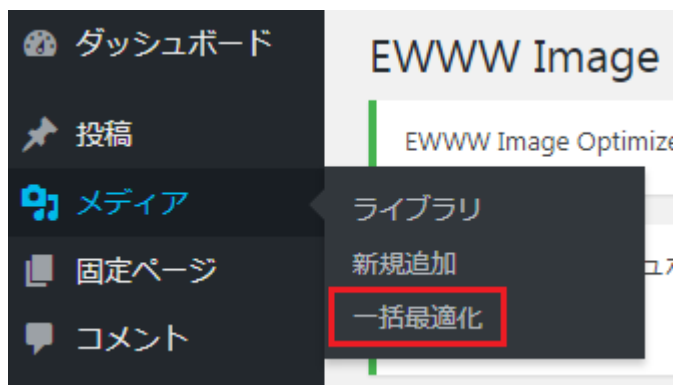 ダッシュボード
投稿
メディア
固定ページ
コメント
ライブラリ
新規追加
一括最適化
EWWW Image
EWWW Image Optimize